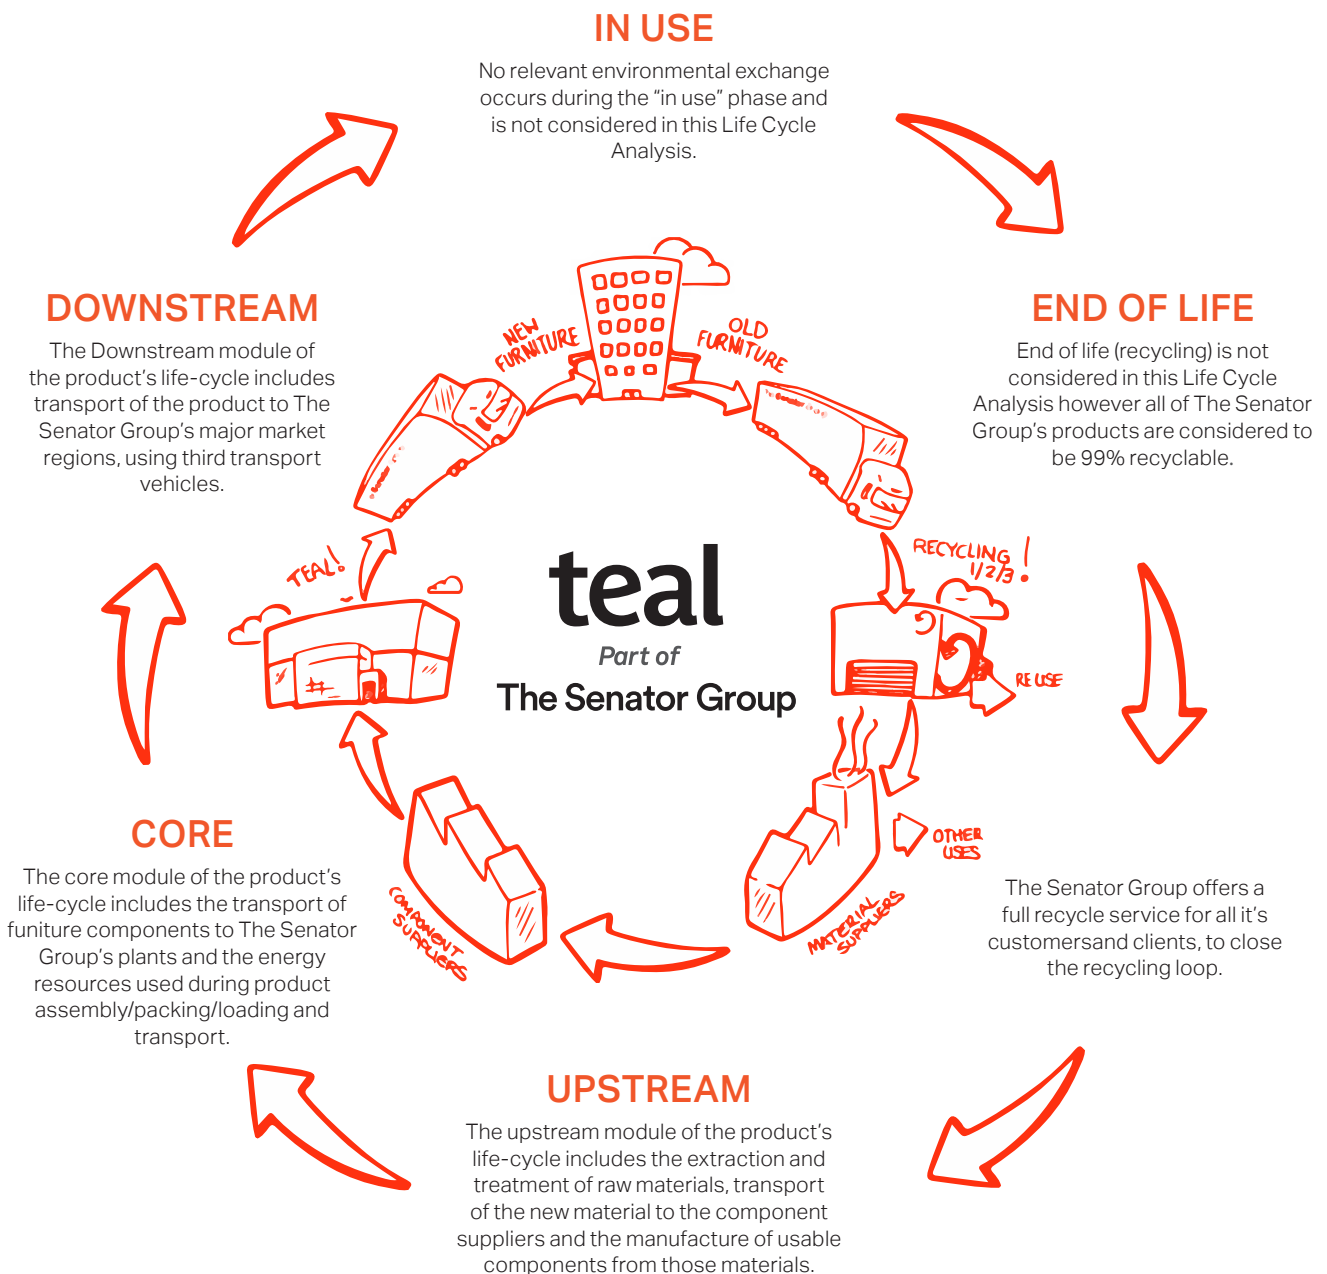 IN USE
No relevant environmental exchange
occurs during the “in use” phase and
is not considered in this Life Cycle
Analysis.
DOWNSTREAM
The Downstream module of
the product’s life-cycle includes
transport of the product to The
Senator Group’s major market
regions, using third transport
vehicles.
END OF LIFE
End of life (recycling) is not
considered in this Life Cycle
Analysis however all of The Senator
Group’s products are considered to
be 99% recyclable.
NEW
FURNITURE
OLD
FURNITURE
Senator
Senator
TEAL!
RECYCLING
1/2/3!
RE USE
teal
Part of
The Senator Group
CORE
The core module of the product’s
life-cycle includes the transport of
funiture components to The Senator
Group’s plants and the energy
resources used during product
assembly/packing/loading and
transport.
COMPONENT
SUPPLIERS
MATERIAL
SUPPLIERS
OTHER
USES
The Senator Group offers a
full recycle service for all it’s
customersand clients, to close
the recycling loop.
UPSTREAM
The upstream module of the product’s
life-cycle includes the extraction and
treatment of raw materials, transport
of the new material to the component
suppliers and the manufacture of usable
components from those materials.